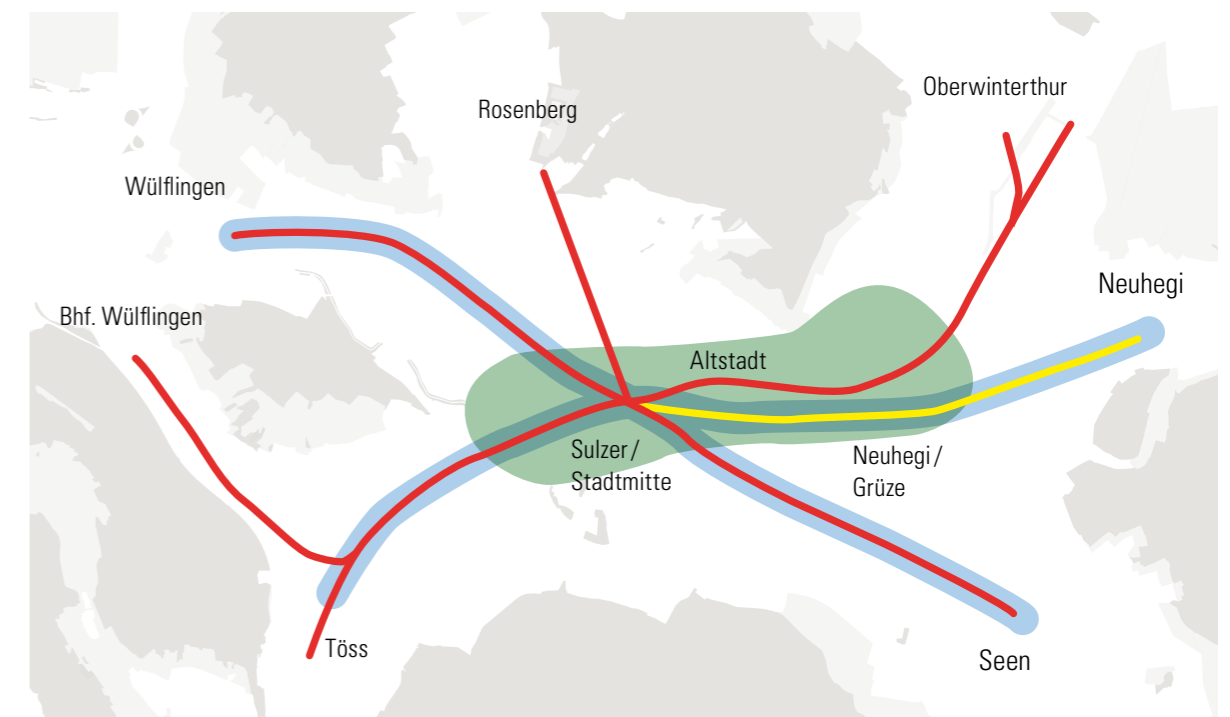 Oberwinterthur
Rosenberg
Wülflingen
Neuhegi
Bhf. Wülflingen
Altstadt
Sulzer/
Stadtmitte
Neuhegi/
Grüze
Töss
Seen